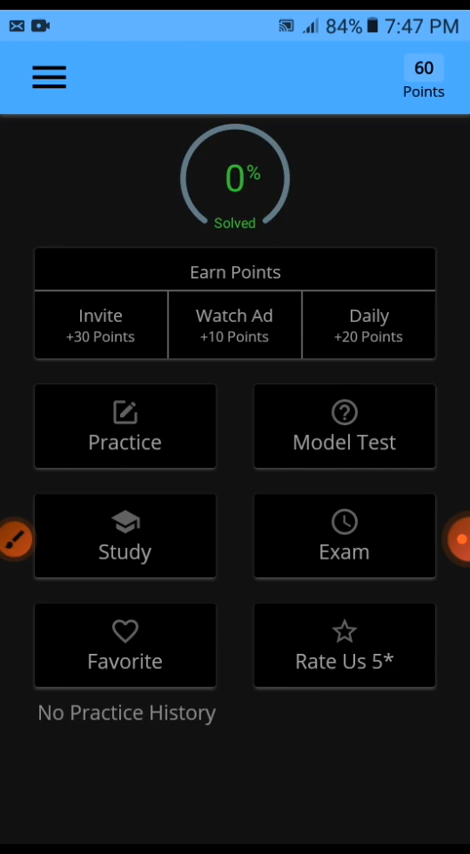 84% 7:47 PM
60
Points
0%
Solved
Earn Points
Invite
+30 Points
Watch Ad
+10 Points
Daily
+20 Points
Practice
Model Test
Study
Exam
Favorite
Rate Us 5*
No Practice History